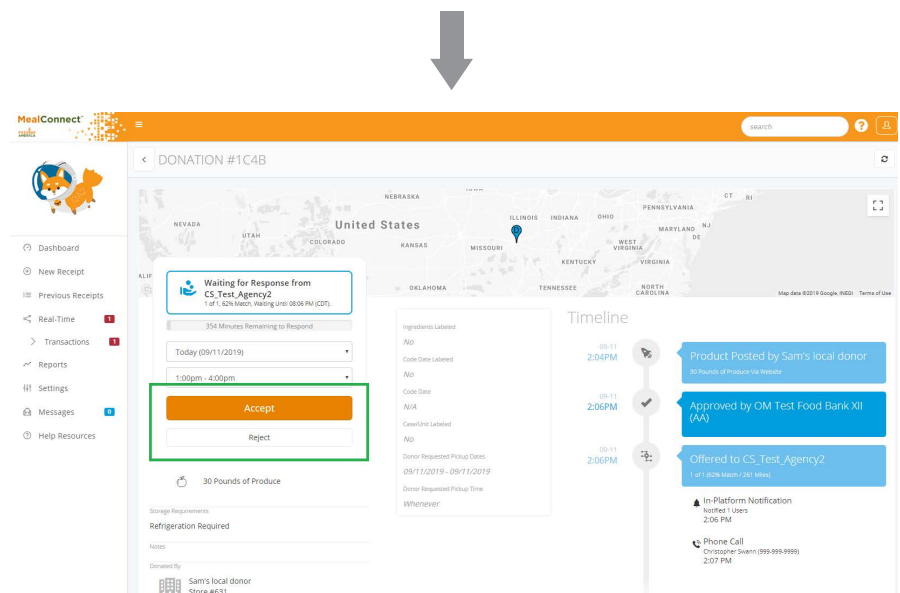 MealConnect
search
DONATION #1C4B
Dashboard
New Receipt
Previous Receipts
Real-Time 1
Transactions 1
Reports
Settings
Messages 0
Help Resources
NEBRASKA
NEVADA
UTAH
United States
COLORADO
KANSAS
MISSOURI
ILLINOIS
INDIANA
OHIO
PENNSYLVANIA
CT
RI
NJ
MARYLAND
DE
WEST
VIRGINIA
KENTUCKY
VIRGINIA
ALIF
OKLAHOMA
TENNESSEE
NORTH
CAROLINA
Map data ©2019 Google, INEGI Terms of Use
Waiting for Response from
CS_Test_Agency2
1 of 1, 62% Match, Waiting Until 08:06 PM (CDT).
354 Minutes Remaining to Respond
Today (09/11/2019)
1:00pm - 4:00pm
Accept
Reject
30 Pounds of Produce
Storage Requirements
Refrigeration Required
Notes
Donated By
Sam's local donor
Store #631
Ingredients Labeled
No
Code Date Labeled
No
Code Date
N/A
Case/Unit Labeled
No
Donor Requested Pickup Dates
09/11/2019 - 09/11/2019
Donor Requested Pickup Time
Whenever
Timeline
09-11
2:04PM
Product Posted by Sam's local donor
30 Pounds of Produce Via Website
09-11
2:06PM
Approved by OM Test Food Bank XII
(AA)
09-11
2:06PM
Offered to CS_Test_Agency2
1 of 1 (62% Match / 261 Miles)
In-Platform Notification
Notified 1 Users
2:06 PM
Phone Call
Christopher Swann (999-999-9999)
2:07 PM